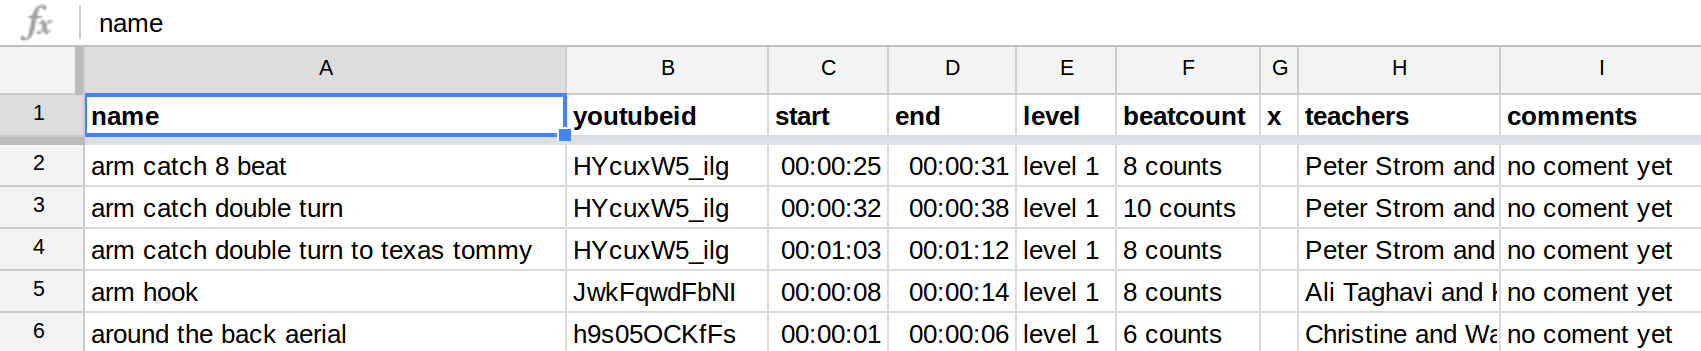 fx name
A B C D E F G H I
1 name youtubeid start end level beatcount x teachers comments
2 arm catch 8 beat HYcuxW5_ilg 00:00:25 00:00:31 level 1 8 counts Peter Strom and no coment yet
3 arm catch double turn HYcuxW5_ilg 00:00:32 00:00:38 level 1 10 counts Peter Strom and no coment yet
4 arm catch double turn to texas tommy HYcuxW5_ilg 00:01:03 00:01:12 level 1 8 counts Peter Strom and no coment yet
5 arm hook JwkFqwdFbNI 00:00:08 00:00:14 level 1 8 counts Ali Taghavi and no coment yet
6 around the back aerial h9s05OCKfFs 00:00:01 00:00:06 level 1 6 counts Christine and Wa no coment yet